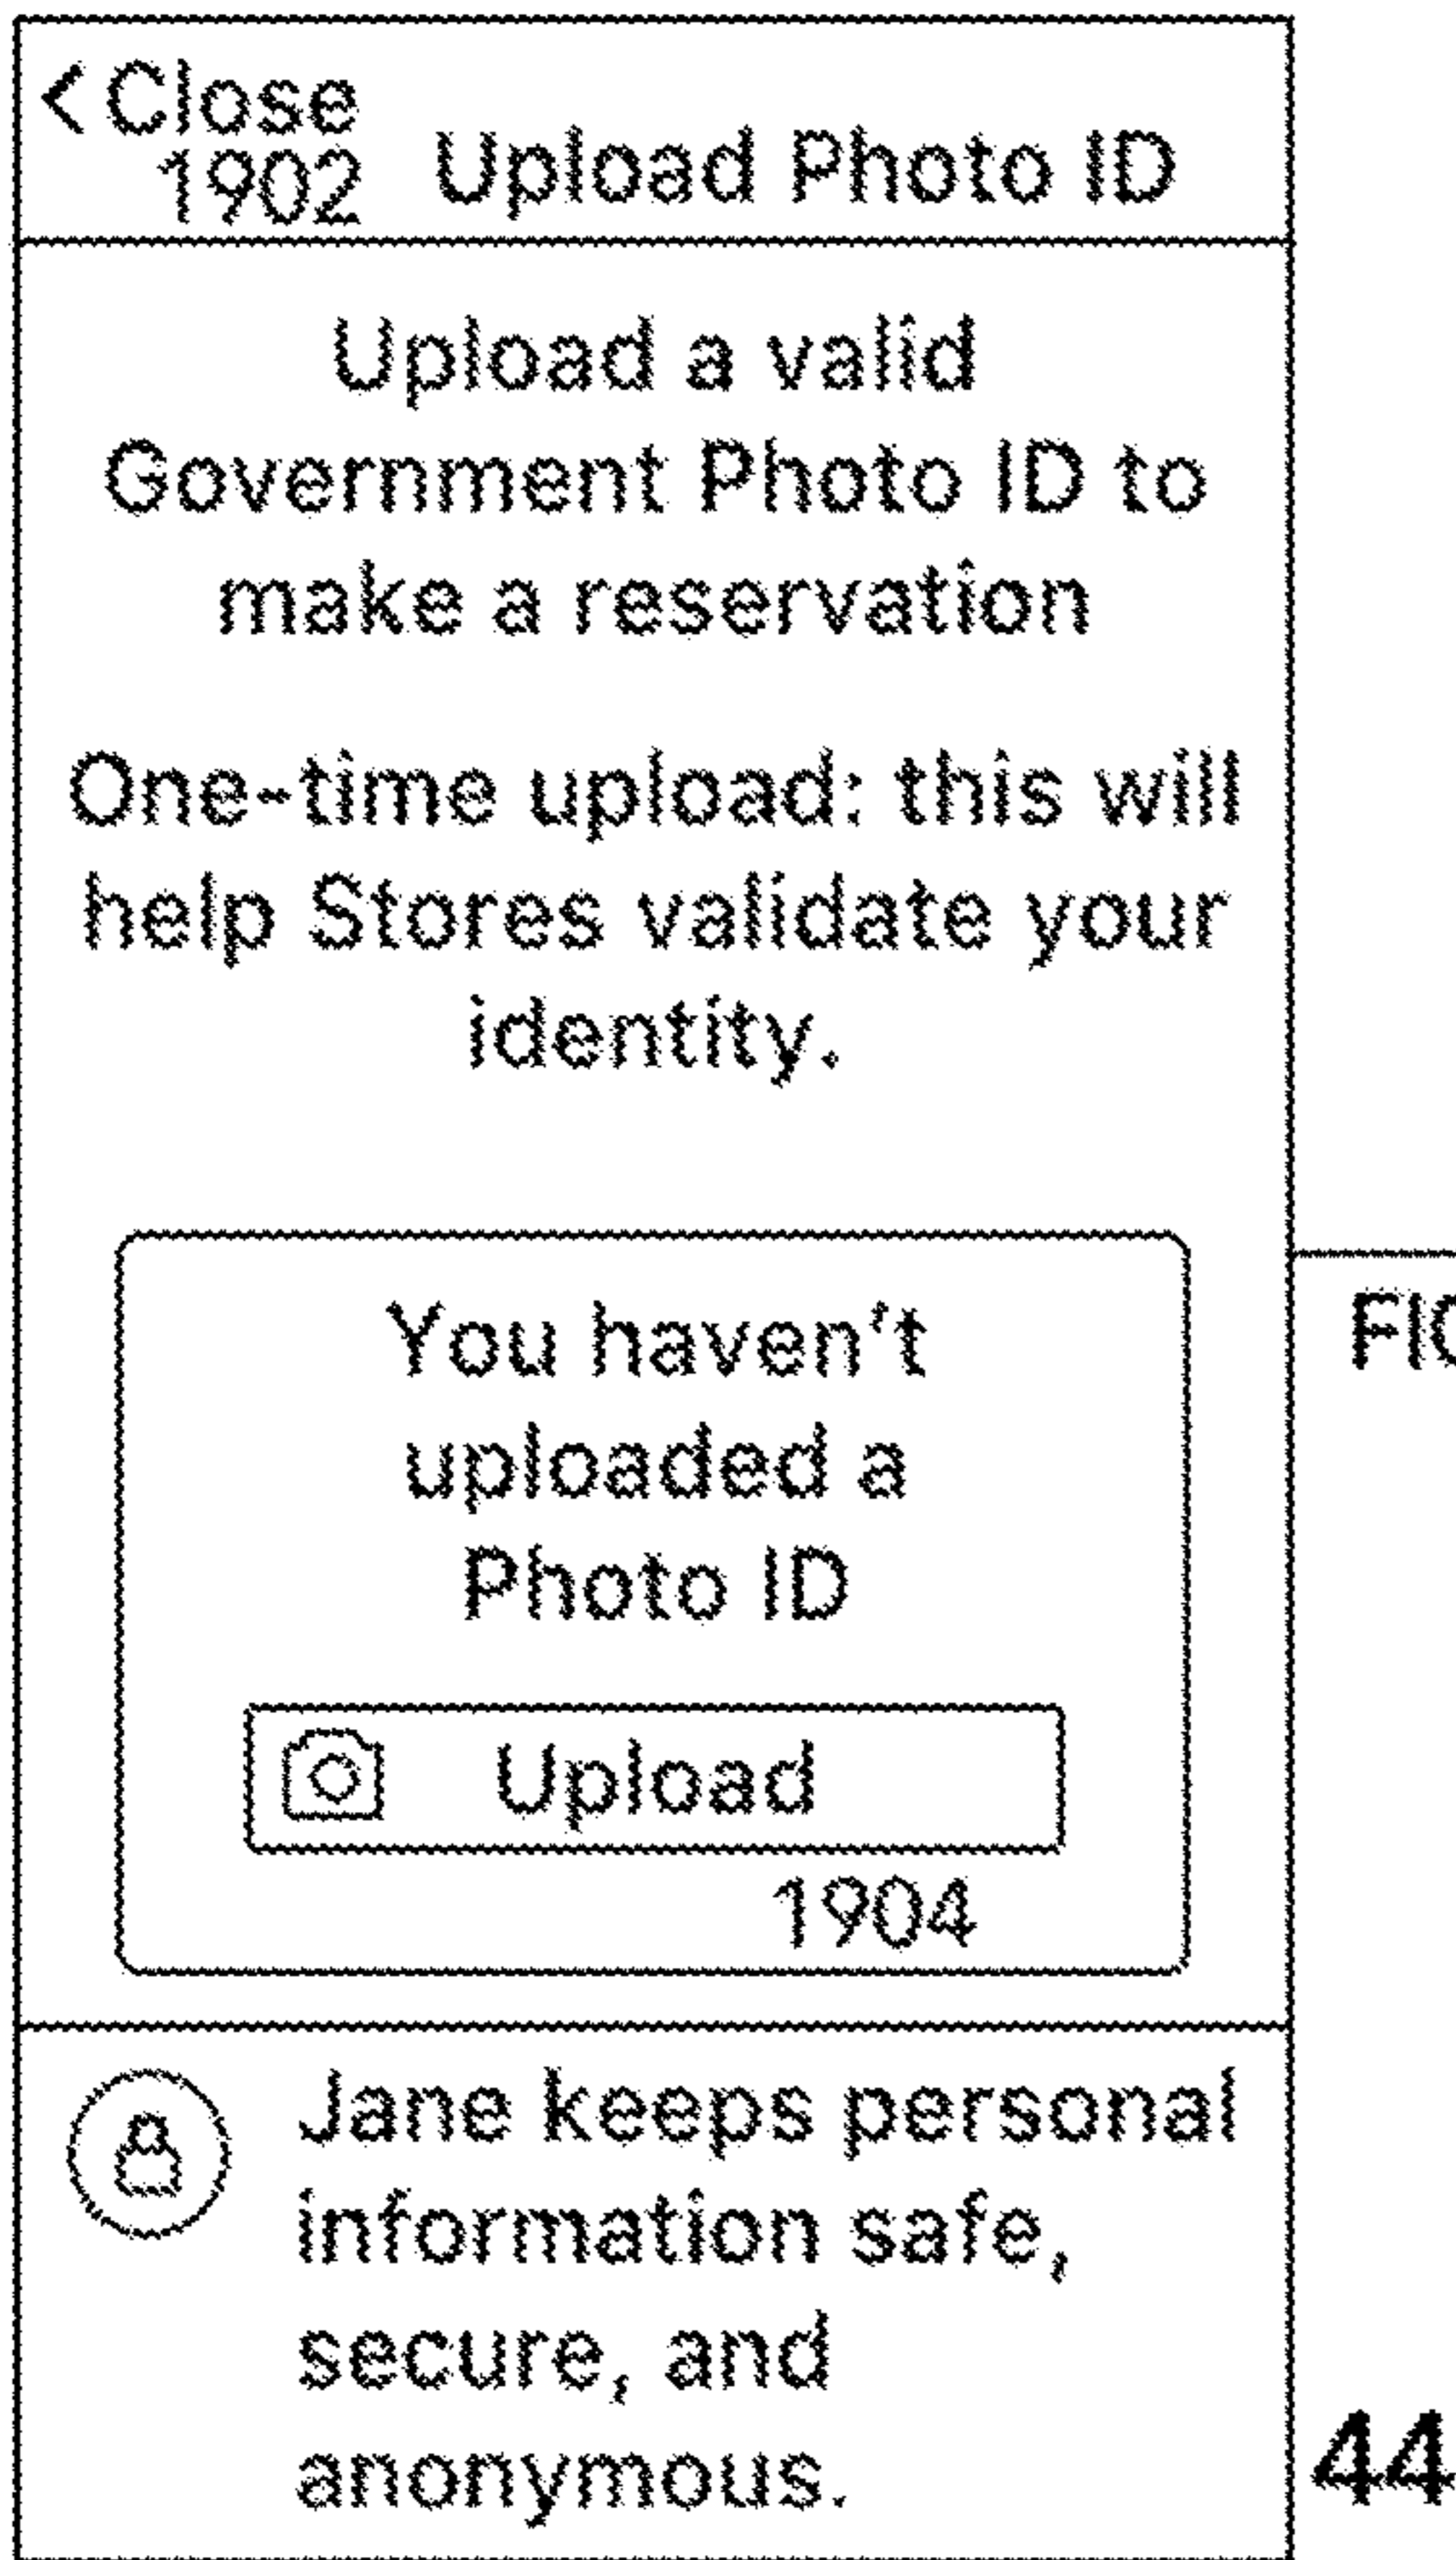 < Close
1902
Upload Photo ID
Upload a valid
Government Photo ID to
make a reservation
One-time upload: this will
help Stores validate your
identity.
You haven't
uploaded a
Photo ID
Upload
1904
Jane keeps personal
information safe,
secure, and
anonymous.
44